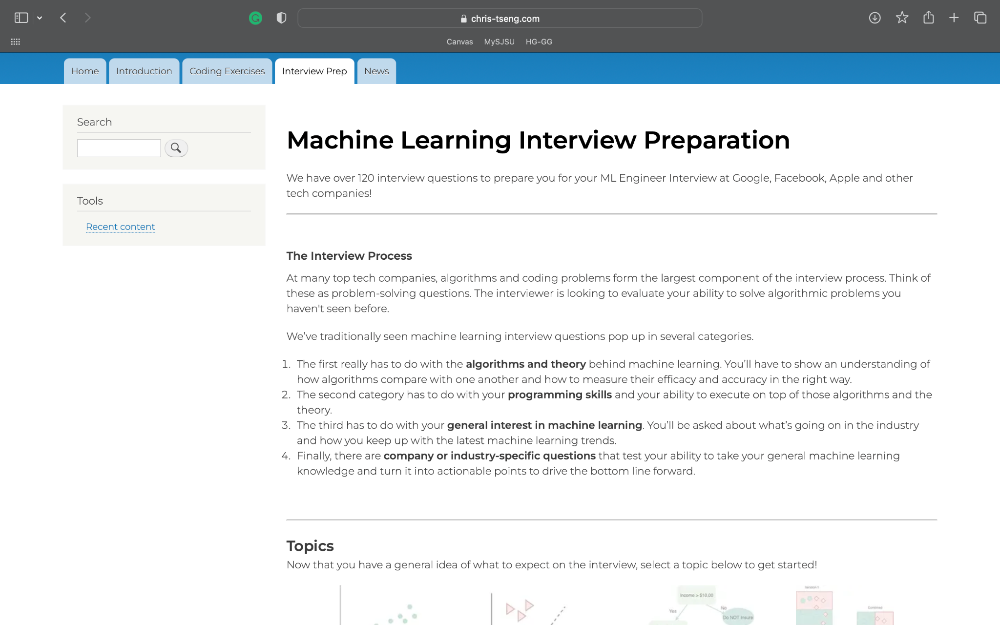 chris-tseng.com
Canvas MySJSU HG-GG
Home Introduction Coding Exercises Interview Prep News
Search
Tools
Recent content
Machine Learning Interview Preparation
We have over 120 interview questions to prepare you for your ML Engineer Interview at Google, Facebook, Apple and other
tech companies!
The Interview Process
At many top tech companies, algorithms and coding problems form the largest component of the interview process. Think of
these as problem-solving questions. The interviewer is looking to evaluate your ability to solve algorithmic problems you
haven't seen before.
We’ve traditionally seen machine learning interview questions pop up in several categories.
1. The first really has to do with the algorithms and theory behind machine learning. You’ll have to show an understanding of
how algorithms compare with one another and how to measure their efficacy and accuracy in the right way.
2. The second category has to do with your programming skills and your ability to execute on top of those algorithms and the
theory.
3. The third has to do with your general interest in machine learning. You’ll be asked about what’s going on in the industry
and how you keep up with the latest machine learning trends.
4. Finally, there are company or industry-specific questions that test your ability to take your general machine learning
knowledge and turn it into actionable points to drive the bottom line forward.
Topics
Now that you have a general idea of what to expect on the interview, select a topic below to get started!
Income > $10,00
Yes No
Do NOT Insure
Iteration 1
Combined